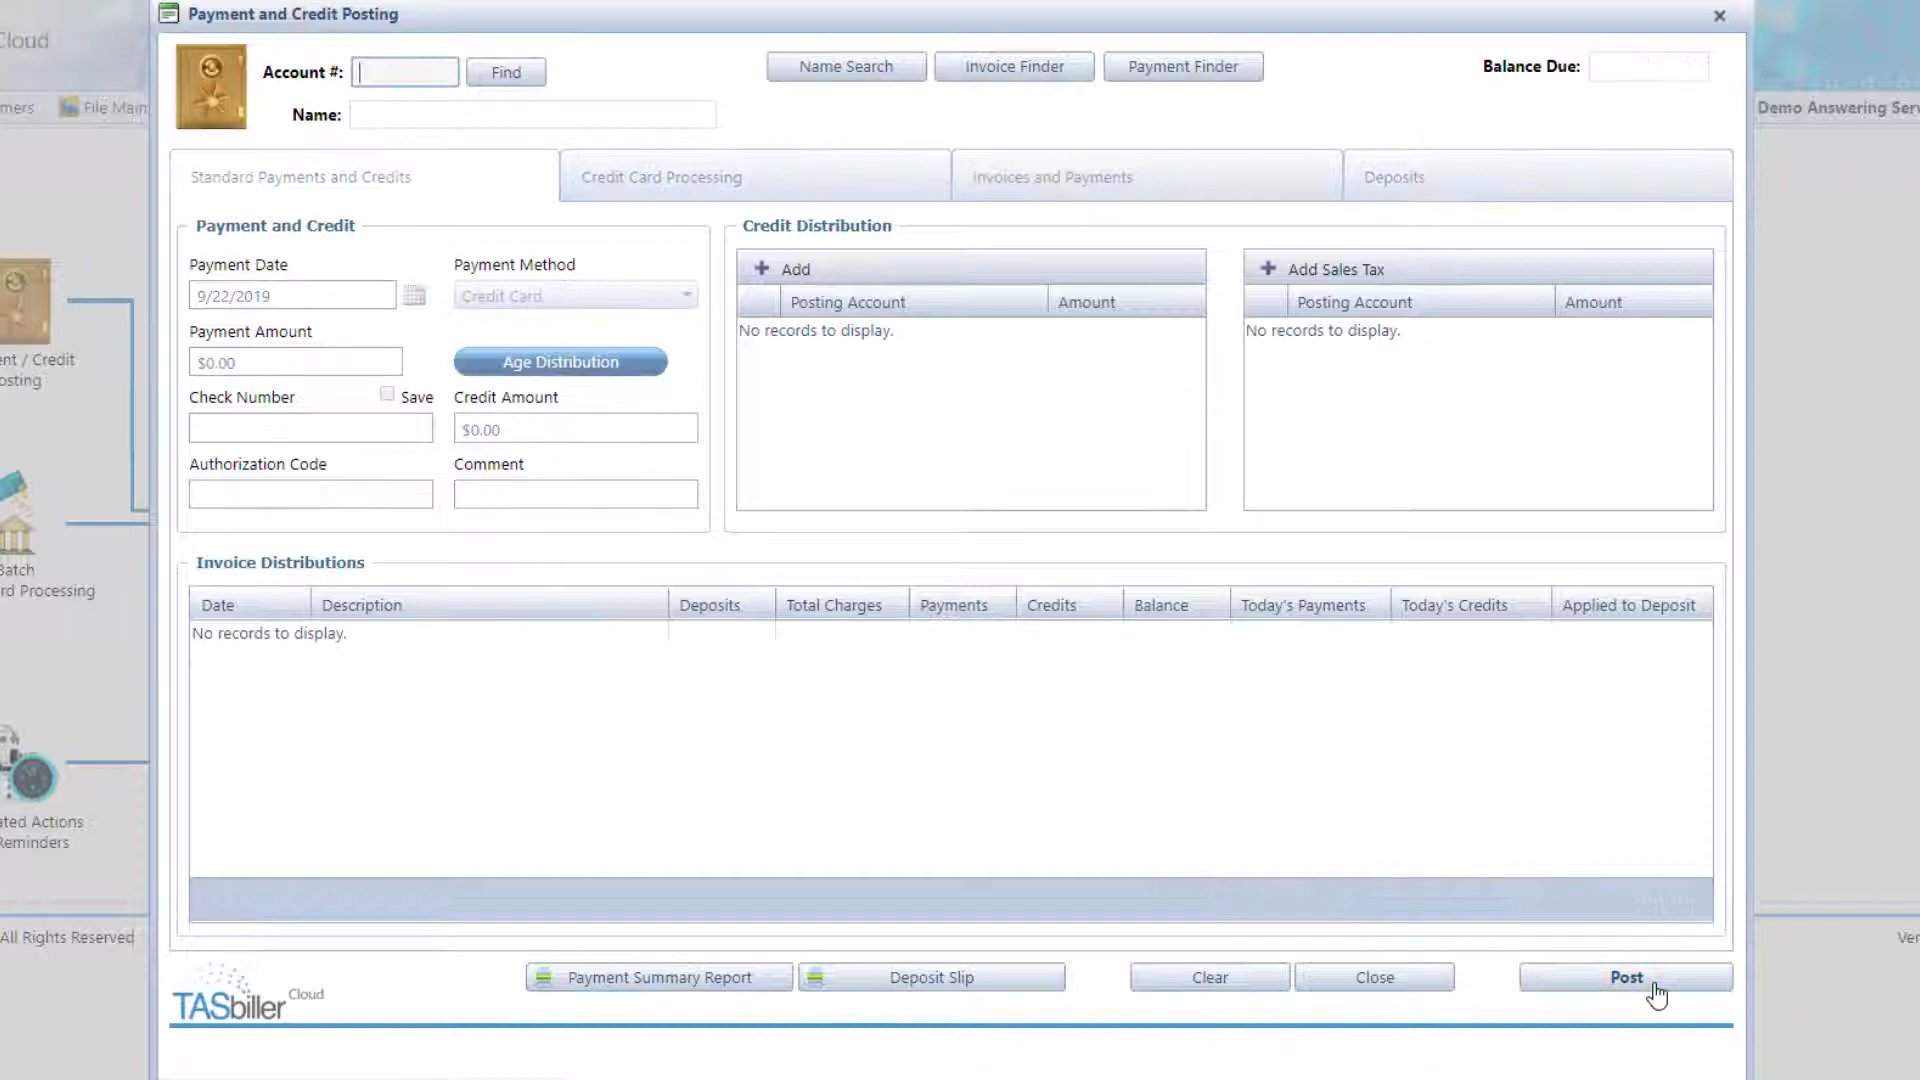 Payment and Credit Posting
Cloud
Account #:
Find
Name Search
Invoice Finder
Payment Finder
Balance Due:
mers
File Main
Demo Answering Serv
Name:
Standard Payments and Credits
Credit Card Processing
Invoices and Payments
Deposits
Payment and Credit
Credit Distribution
Payment Date
Payment Method
9/22/2019
Credit Card
Add
Add Sales Tax
Posting Account
Amount
Posting Account
Amount
No records to display.
No records to display.
Payment Amount
$0.00
Age Distribution
Check Number
Save
Credit Amount
$0.00
Authorization Code
Comment
ent / Credit
osting
Batch
rd Processing
ated Actions
Reminders
Invoice Distributions
Date
Description
Deposits
Total Charges
Payments
Credits
Balance
Today's Payments
Today's Credits
Applied to Deposit
No records to display.
All Rights Reserved
Ver
Payment Summary Report
Deposit Slip
Clear
Close
Post
TASbiller Cloud